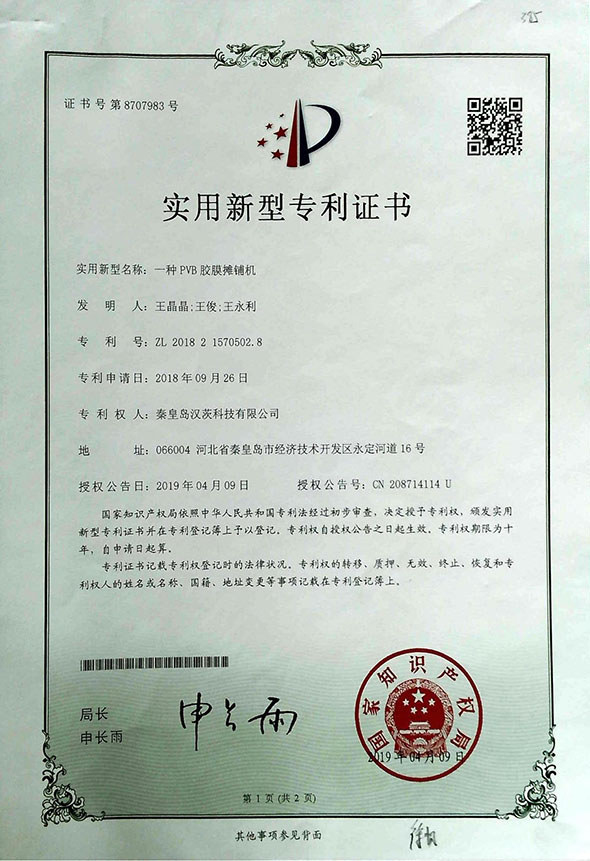 385
证书号第8707983号
实用新型专利证书
实用新型名称：一种PVB胶膜摊铺机
发 明 人：王晶晶;王俊;王永利
专 利 号：ZL 2018 2 1570502.8
专利申请日：2018年09月26日
专 利 权 人：秦皇岛汉茨科技有限公司
地 址：066004 河北省秦皇岛市经济技术开发区永定河道16号
授权公告日：2019年04月09日 授权公告号：CN 208714114 U
国家知识产权局依照中华人民共和国专利法经过初步审查，决定授予专利权，颁发实用
新型专利证书并在专利登记簿上予以登记。专利权自授权公告之日起生效。专利权期限为十
年，自申请日起算。
专利证书记载专利权登记时的法律状况。专利权的转移、质押、无效、终止、恢复和专
利权人的姓名或名称、国籍、地址变更等事项记载在专利登记簿上。
局长
申长雨
申长雨
国家知识产权局
2019年04月09日
第 1 页 (共 2 页)
其他事项参见背面